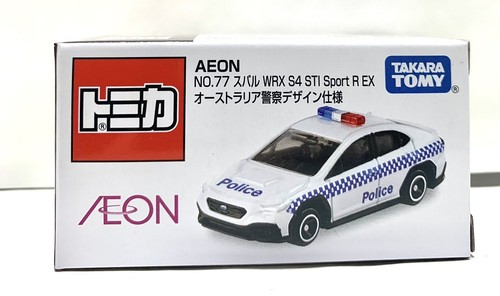 AEON
NO.77 スバル WRX S4 STI Sport R EX
オーストラリア警察デザイン仕様
TAKARA
TOMY
®
トミカ
®
ÆON
Police
Police